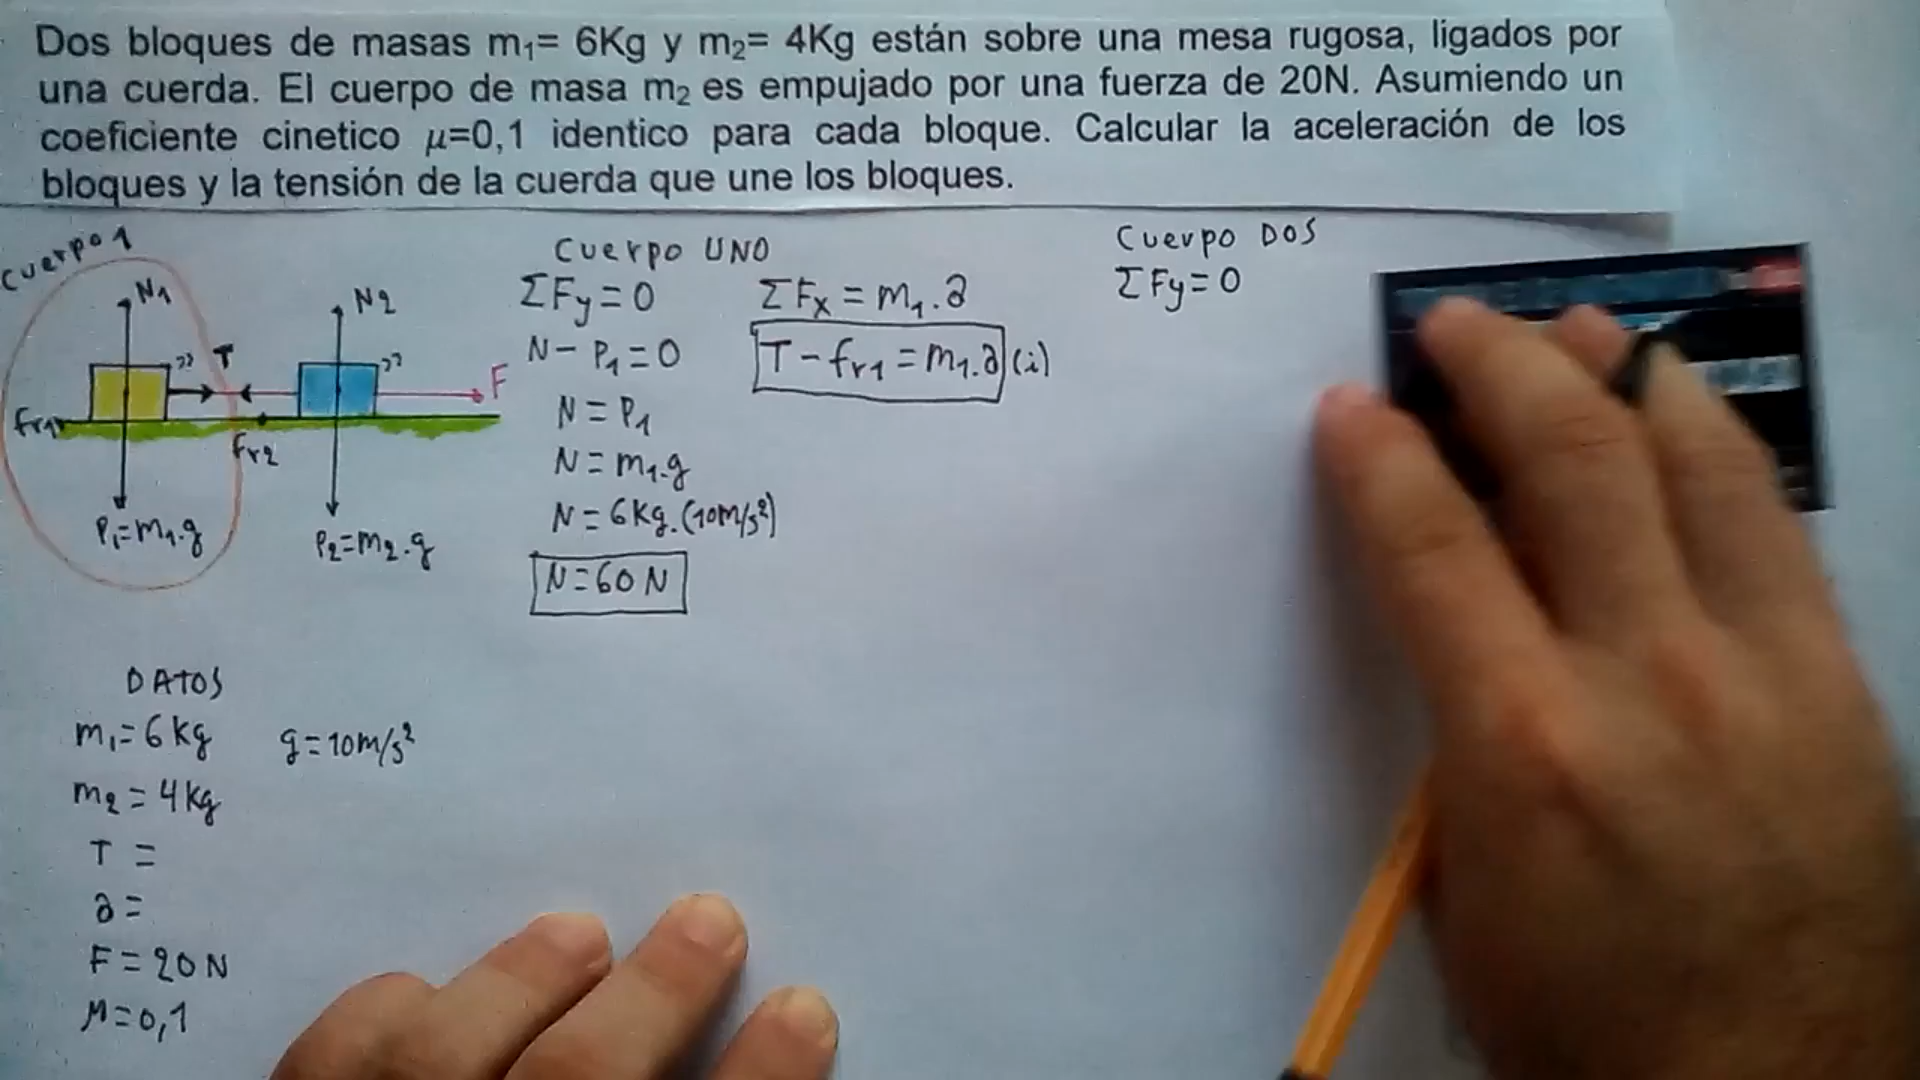 Dos bloques de masas m₁= 6Kg y m₂= 4Kg están sobre una mesa rugosa, ligados por
una cuerda. El cuerpo de masa m₂ es empujado por una fuerza de 20N. Asumiendo un
coeficiente cinetico μ=0,1 identico para cada bloque. Calcular la aceleración de los
bloques y la tensión de la cuerda que une los bloques.
Cuerpo 1
N₁
N₂
T
F
fr₁
fr₂
P₁=m₁.g
P₂=m₂.g
Cuerpo UNO
ΣFy=0
N-P₁=0
N=P₁
N=m₁.g
N=6Kg.(10m/s²)
N=60 N
ΣFx=m₁.a
T-fr₁=m₁.a (i)
Cuerpo DOS
ΣFy=0
DATOS
m₁=6kg
g=10m/s²
m₂=4kg
T=
a=
F=20N
M=0,1